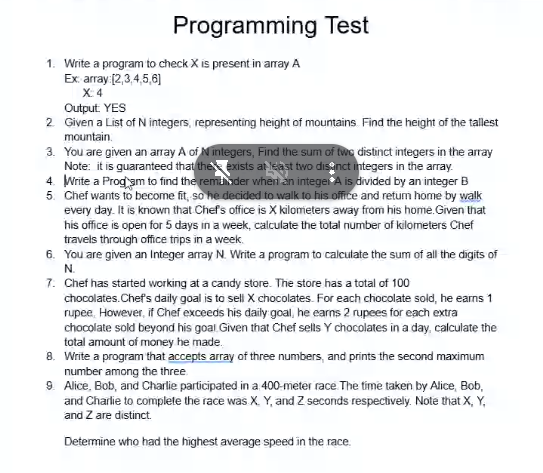 Programming Test
1. Write a program to check X is present in array A
Ex: array:[2,3,4,5,6]
X: 4
Output: YES
2. Given a List of N integers, representing height of mountains. Find the height of the tallest
mountain.
3. You are given an array A of N integers, Find the sum of two distinct integers in the array
Note: it is guaranteed that there exists at least two distinct integers in the array.
4. Write a Program to find the remainder when an integer A is divided by an integer B
5. Chef wants to become fit, so he decided to walk to his office and return home by walk
every day. It is known that Chef's office is X kilometers away from his home.Given that
his office is open for 5 days in a week, calculate the total number of kilometers Chef
travels through office trips in a week.
6. You are given an Integer array N. Write a program to calculate the sum of all the digits of
N.
7. Chef has started working at a candy store. The store has a total of 100
chocolates.Chef's daily goal is to sell X chocolates. For each chocolate sold, he earns 1
rupee. However, if Chef exceeds his daily goal, he earns 2 rupees for each extra
chocolate sold beyond his goal.Given that Chef sells Y chocolates in a day, calculate the
total amount of money he made.
8. Write a program that accepts array of three numbers, and prints the second maximum
number among the three.
9. Alice, Bob, and Charlie participated in a 400-meter race.The time taken by Alice, Bob,
and Charlie to complete the race was X, Y, and Z seconds respectively. Note that X, Y,
and Z are distinct.
Determine who had the highest average speed in the race.